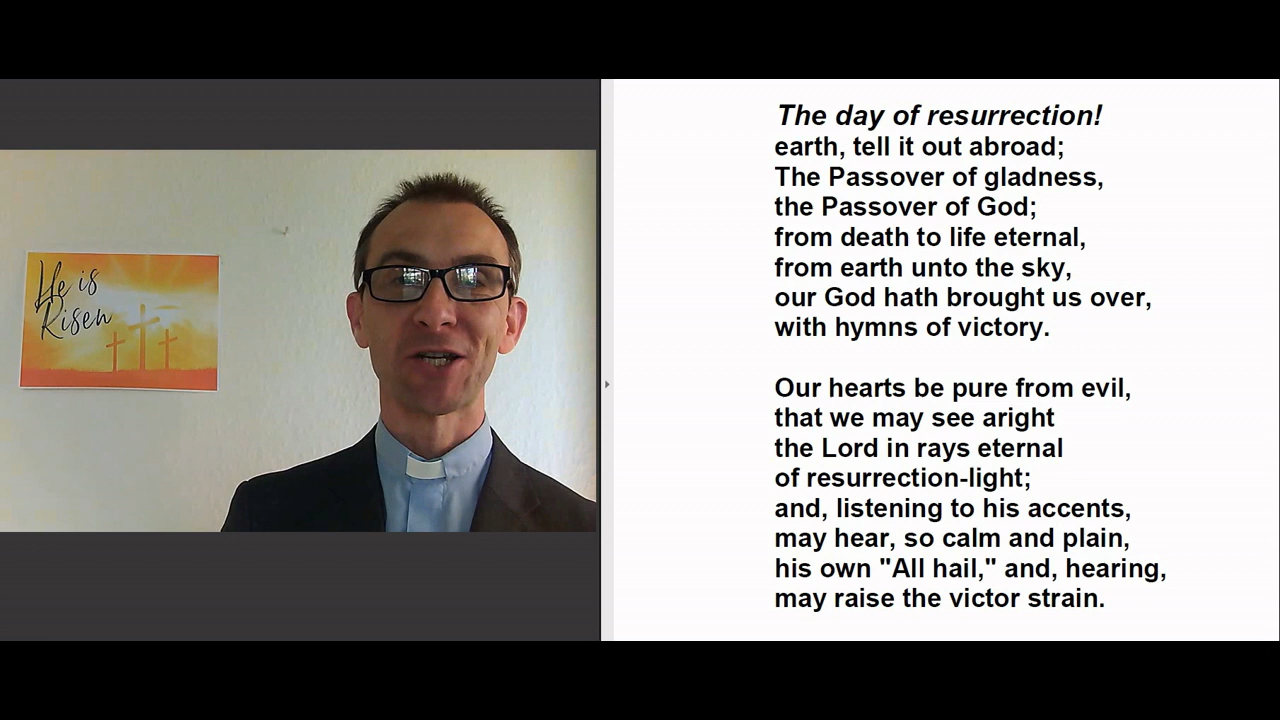 He is
Risen
The day of resurrection!
earth, tell it out abroad;
The Passover of gladness,
the Passover of God;
from death to life eternal,
from earth unto the sky,
our God hath brought us over,
with hymns of victory.
Our hearts be pure from evil,
that we may see aright
the Lord in rays eternal
of resurrection-light;
and, listening to his accents,
may hear, so calm and plain,
his own "All hail," and, hearing,
may raise the victor strain.